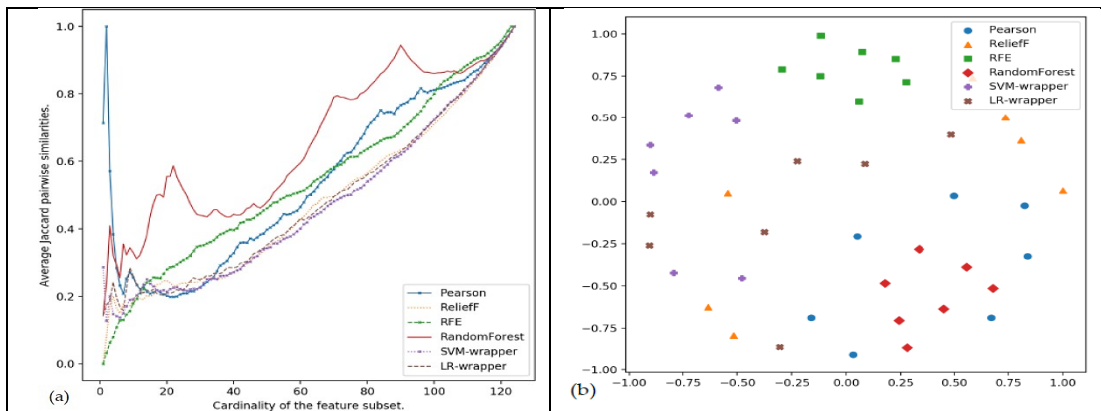 1.0
0.8
0.6
0.4
0.2
0.0
Average Jaccard pairwise similarities.
Pearson
ReliefF
RFE
RandomForest
SVM-wrapper
LR-wrapper
0 20 40 60 80 100 120
Cardinality of the feature subset.
(a)
1.00
0.75
0.50
0.25
0.00
−0.25
−0.50
−0.75
−1.00
Pearson
ReliefF
RFE
RandomForest
SVM-wrapper
LR-wrapper
−1.00 −0.75 −0.50 −0.25 0.00 0.25 0.50 0.75 1.00
(b)